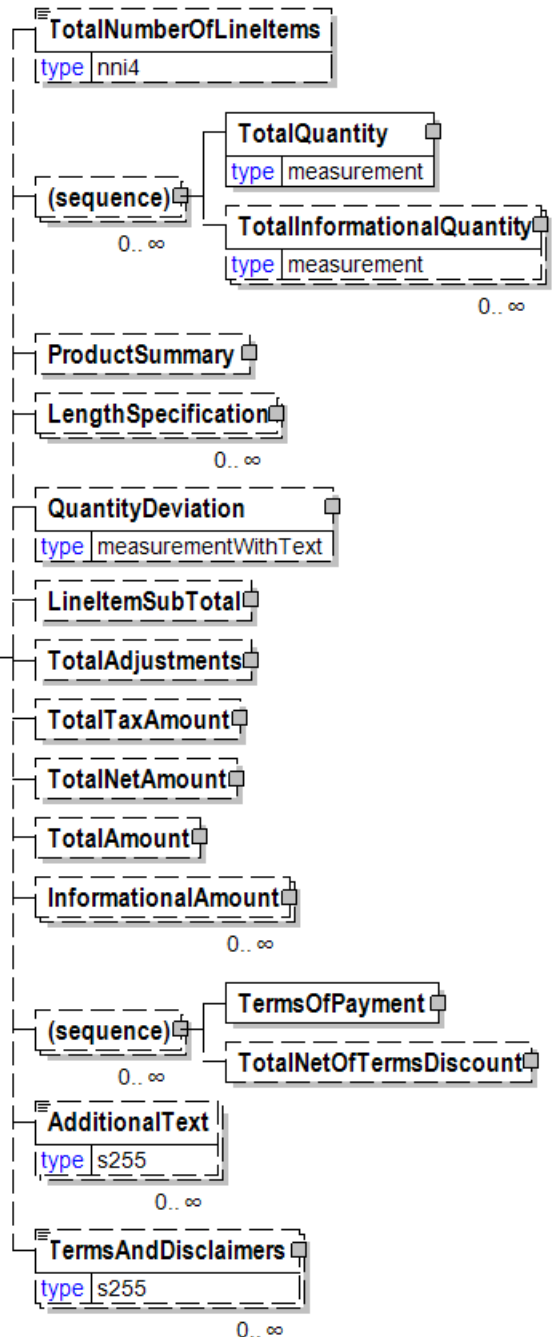 TotalNumberOfLineItems
type nni4
TotalQuantity
type measurement
(sequence)
0.. ∞
TotalInformationalQuantity
type measurement
0.. ∞
ProductSummary
LengthSpecification
0.. ∞
QuantityDeviation
type measurementWithText
LineItemSubTotal
TotalAdjustments
TotalTaxAmount
TotalNetAmount
TotalAmount
InformationalAmount
0.. ∞
TermsOfPayment
(sequence)
0.. ∞
TotalNetOfTermsDiscount
AdditionalText
type s255
0.. ∞
TermsAndDisclaimers
type s255
0.. ∞